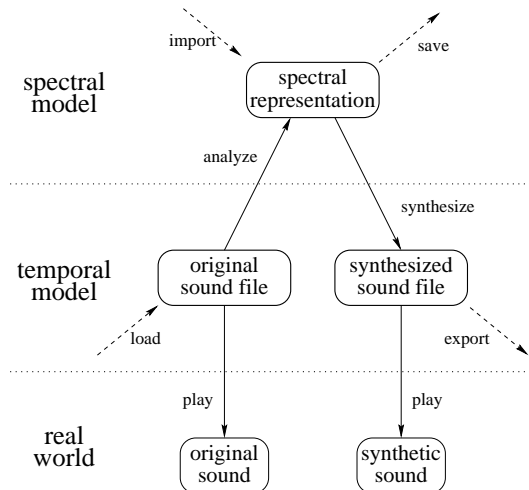 import
save
spectral
model
spectral
representation
analyze
synthesize
temporal
model
original
sound file
synthesized
sound file
load
export
play
play
real
world
original
sound
synthetic
sound